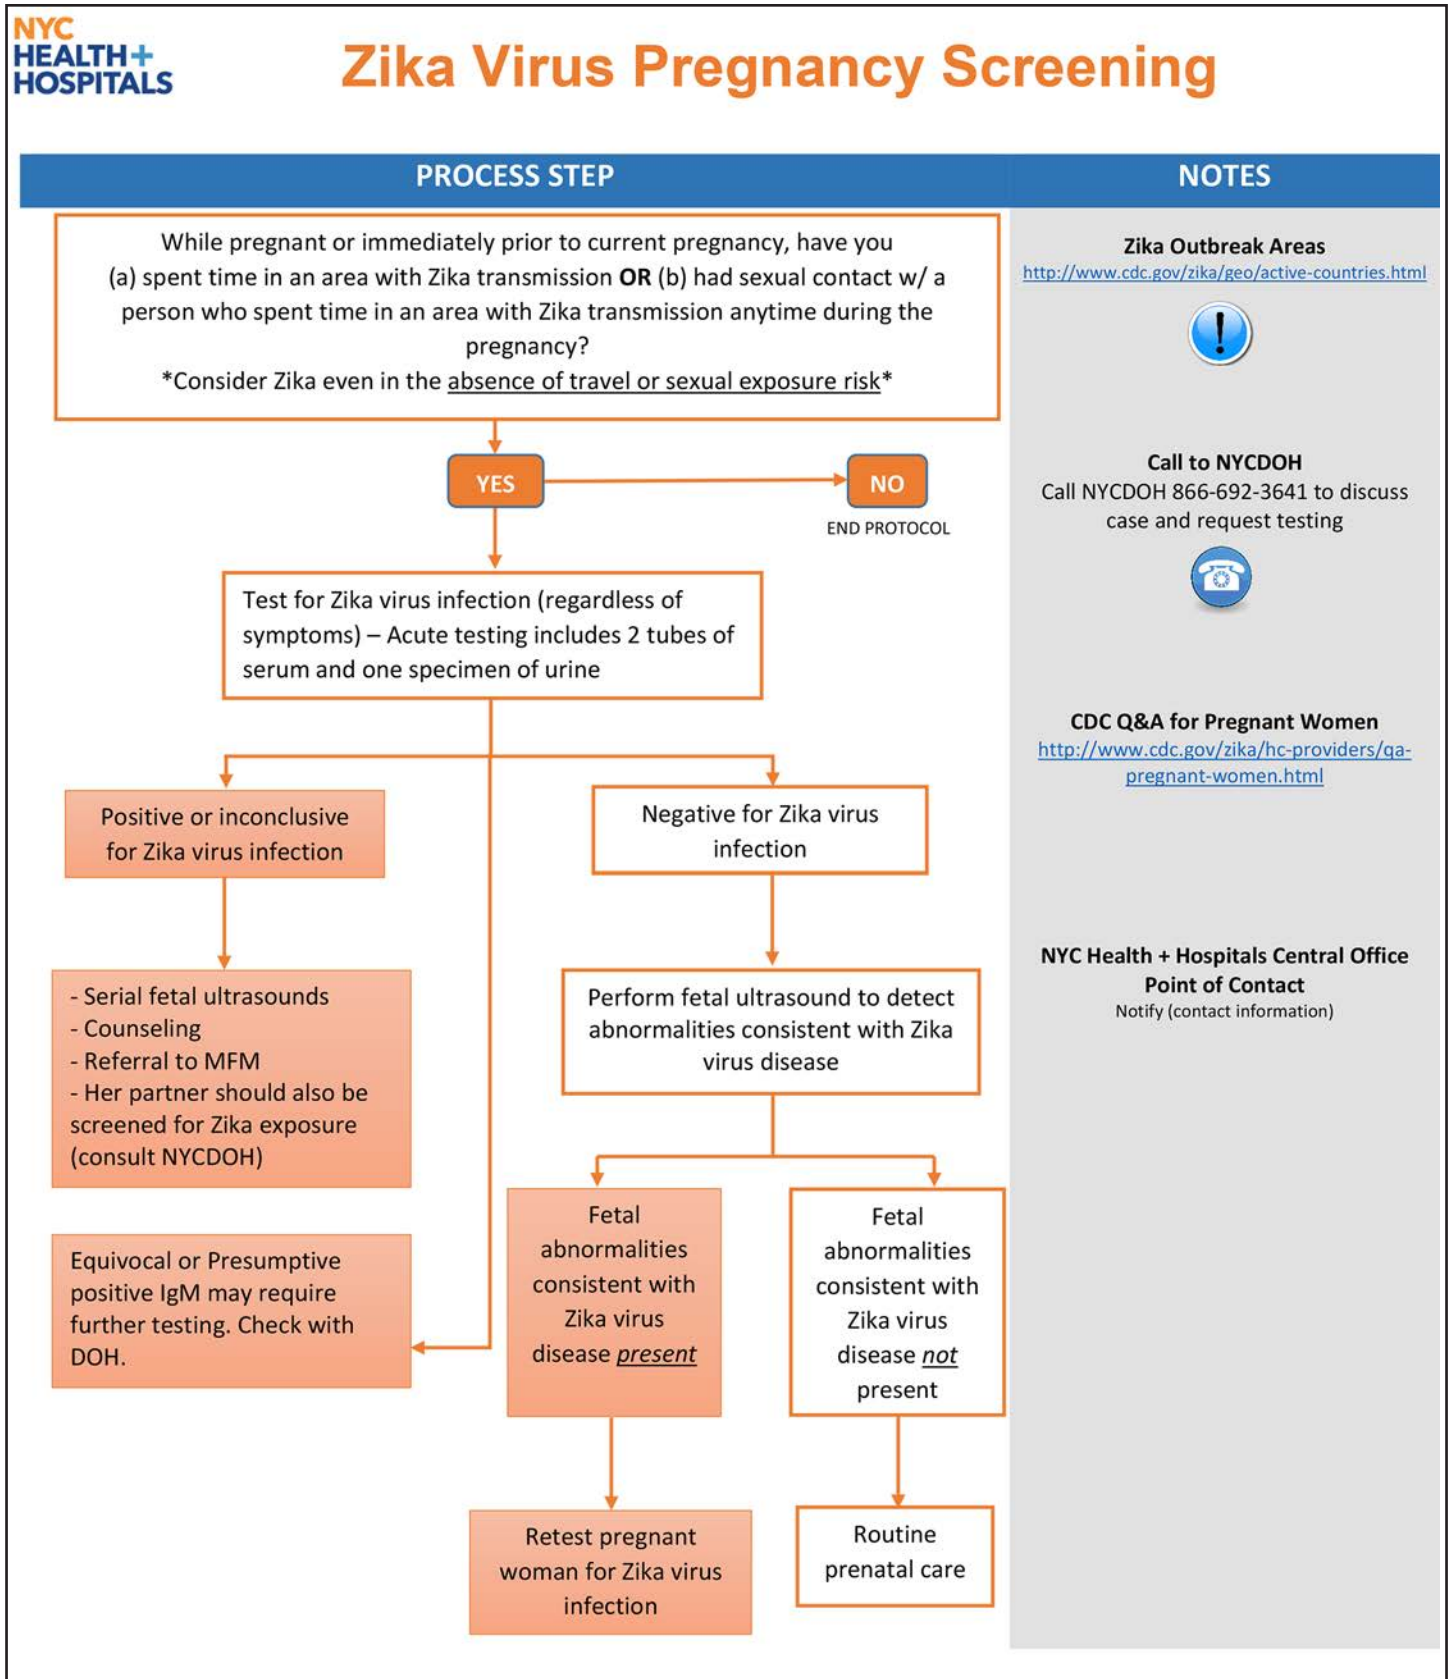 NYC
HEALTH+
HOSPITALS
Zika Virus Pregnancy Screening
PROCESS STEP
NOTES
While pregnant or immediately prior to current pregnancy, have you
(a) spent time in an area with Zika transmission OR (b) had sexual contact w/ a
person who spent time in an area with Zika transmission anytime during the
pregnancy?
*Consider Zika even in the absence of travel or sexual exposure risk*
YES
NO
END PROTOCOL
Test for Zika virus infection (regardless of
symptoms) – Acute testing includes 2 tubes of
serum and one specimen of urine
Positive or inconclusive
for Zika virus infection
Negative for Zika virus
infection
- Serial fetal ultrasounds
- Counseling
- Referral to MFM
- Her partner should also be
screened for Zika exposure
(consult NYCDOH)
Perform fetal ultrasound to detect
abnormalities consistent with Zika
virus disease
Equivocal or Presumptive
positive IgM may require
further testing. Check with
DOH.
Fetal
abnormalities
consistent with
Zika virus
disease present
Fetal
abnormalities
consistent with
Zika virus
disease not
present
Retest pregnant
woman for Zika virus
infection
Routine
prenatal care
Zika Outbreak Areas
http://www.cdc.gov/zika/geo/active-countries.html
!
Call to NYCDOH
Call NYCDOH 866-692-3641 to discuss
case and request testing
CDC Q&A for Pregnant Women
http://www.cdc.gov/zika/hc-providers/qa-
pregnant-women.html
NYC Health + Hospitals Central Office
Point of Contact
Notify (contact information)